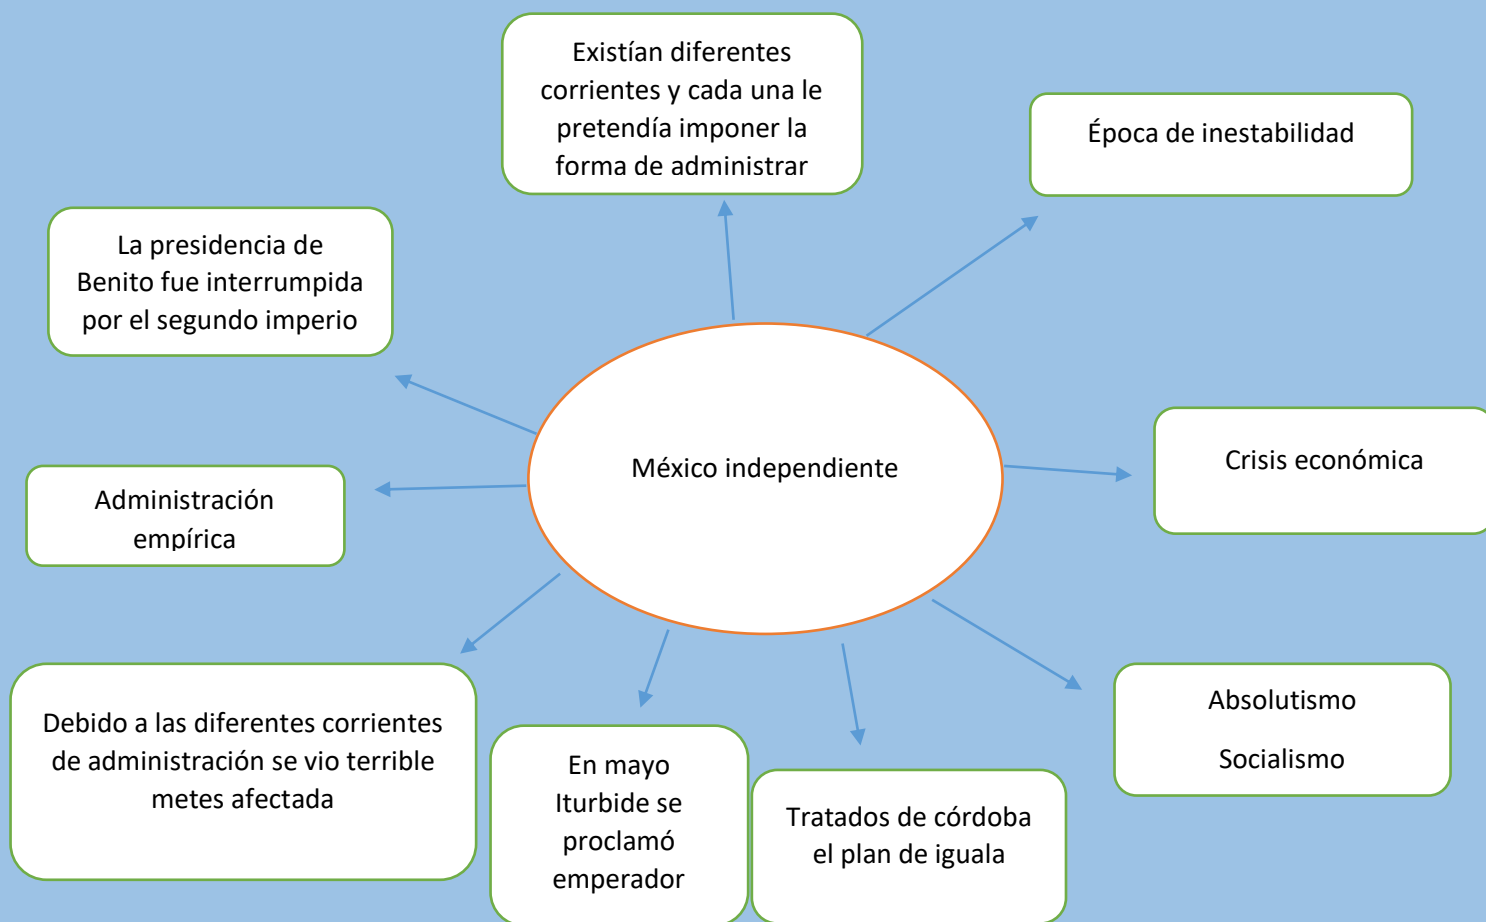 Existían diferentes
corrientes y cada una le
pretendía imponer la
forma de administrar
Época de inestabilidad
La presidencia de
Benito fue interrumpida
por el segundo imperio
México independiente
Crisis económica
Administración
empírica
Absolutismo
Socialismo
Debido a las diferentes corrientes
de administración se vio terrible
metes afectada
En mayo
Iturbide se
proclamó
emperador
Tratados de córdoba
el plan de iguala